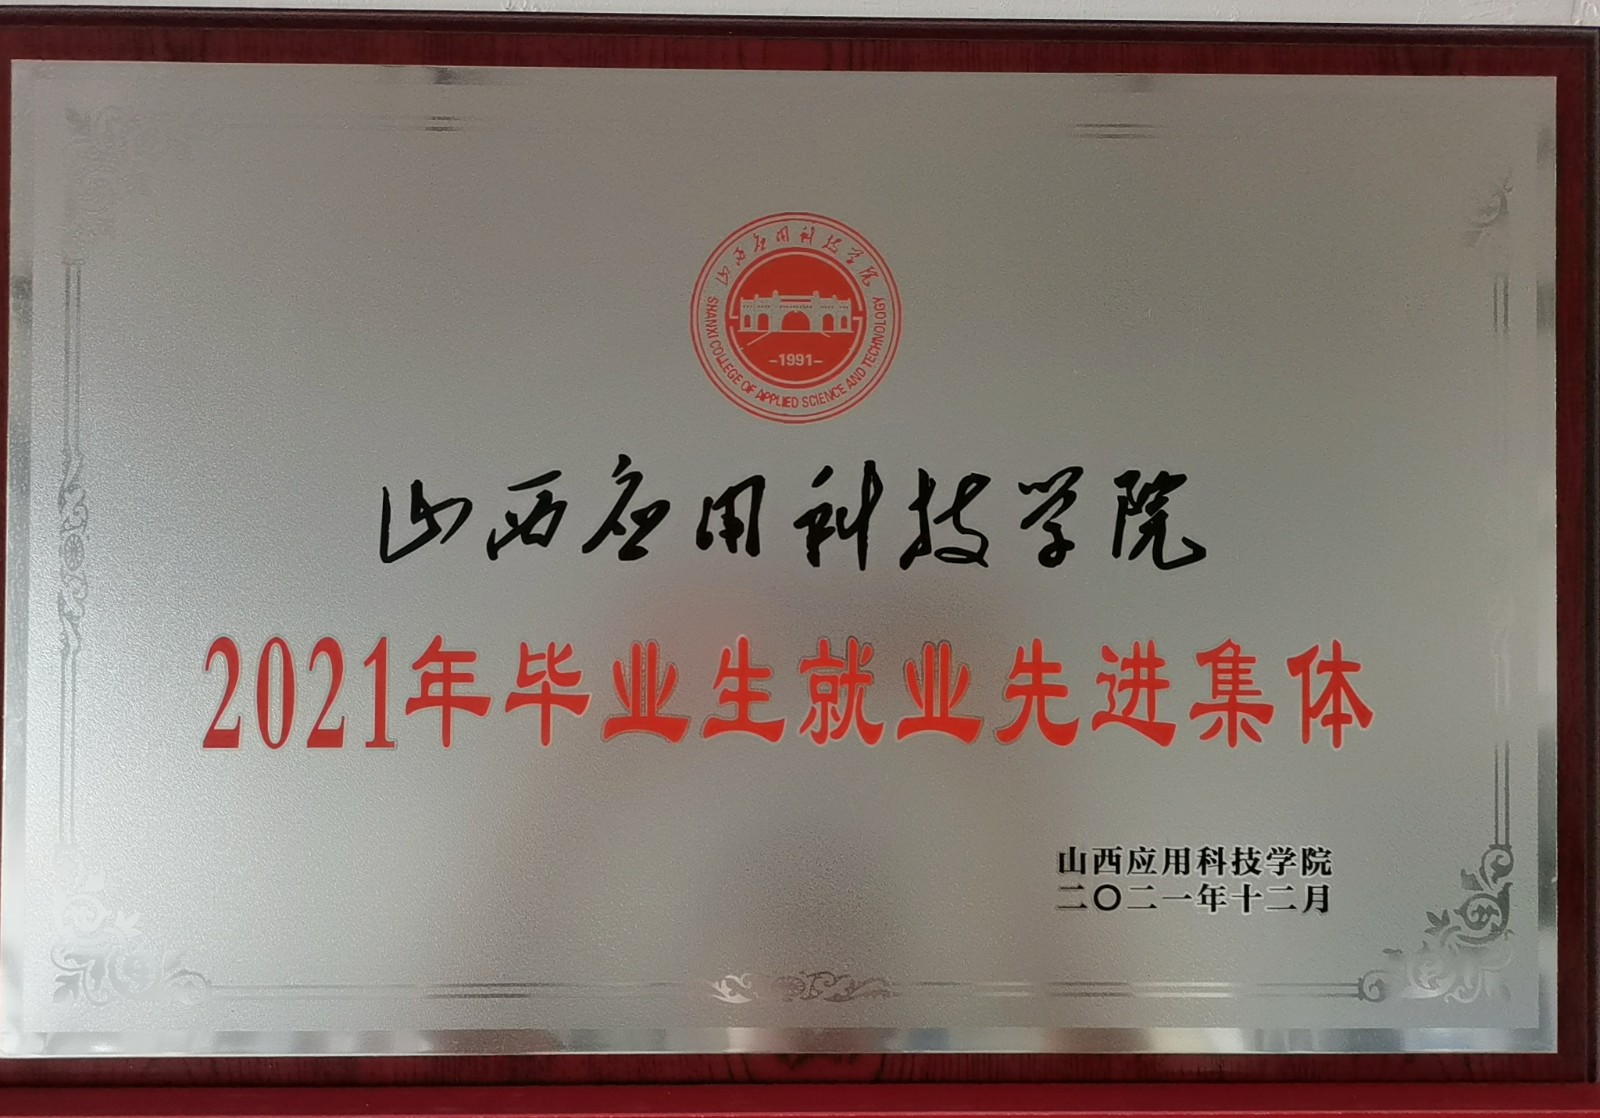 山西应用科技学院
SHANXI COLLEGE OF APPLIED SCIENCE AND TECHNOLOGY
-1991-
山西应用科技学院
2021年毕业生就业先进集体
山西应用科技学院
二〇二一年十二月